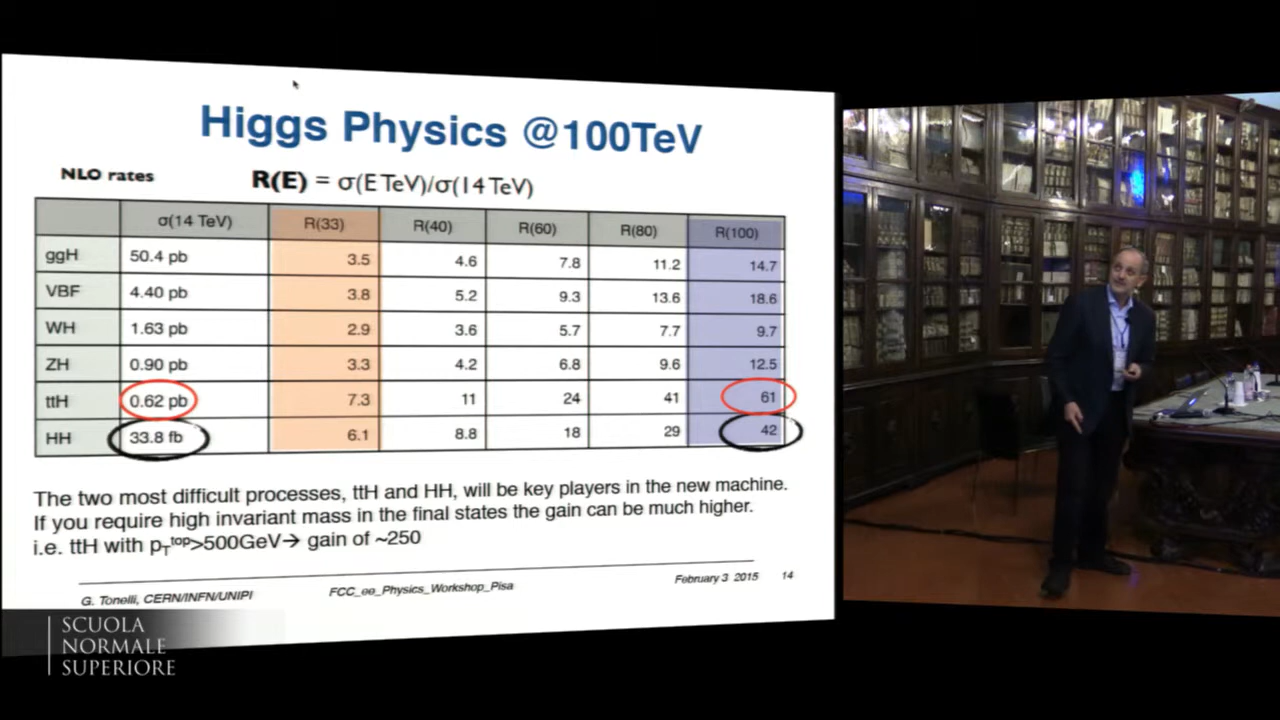 Higgs Physics @100TeV
NLO rates
R(E) = σ(E TeV)/σ(14 TeV)
σ(14 TeV) R(33) R(40) R(60) R(80) R(100)
ggH 50.4 pb 3.5 4.6 7.8 11.2 14.7
VBF 4.40 pb 3.8 5.2 9.3 13.6 18.6
WH 1.63 pb 2.9 3.6 5.7 7.7 9.7
ZH 0.90 pb 3.3 4.2 6.8 9.6 12.5
ttH 0.62 pb 7.3 11 24 41 61
HH 33.8 fb 6.1 8.8 18 29 42
The two most difficult processes, ttH and HH, will be key players in the new machine.
If you require high invariant mass in the final states the gain can be much higher.
i.e. ttH with pTtop>500GeV→ gain of ~250
G. Tonelli, CERN/INFN/UNIPI FCC_ee_Physics_Workshop_Pisa February 3 2015 14
SCUOLA
NORMALE
SUPERIORE